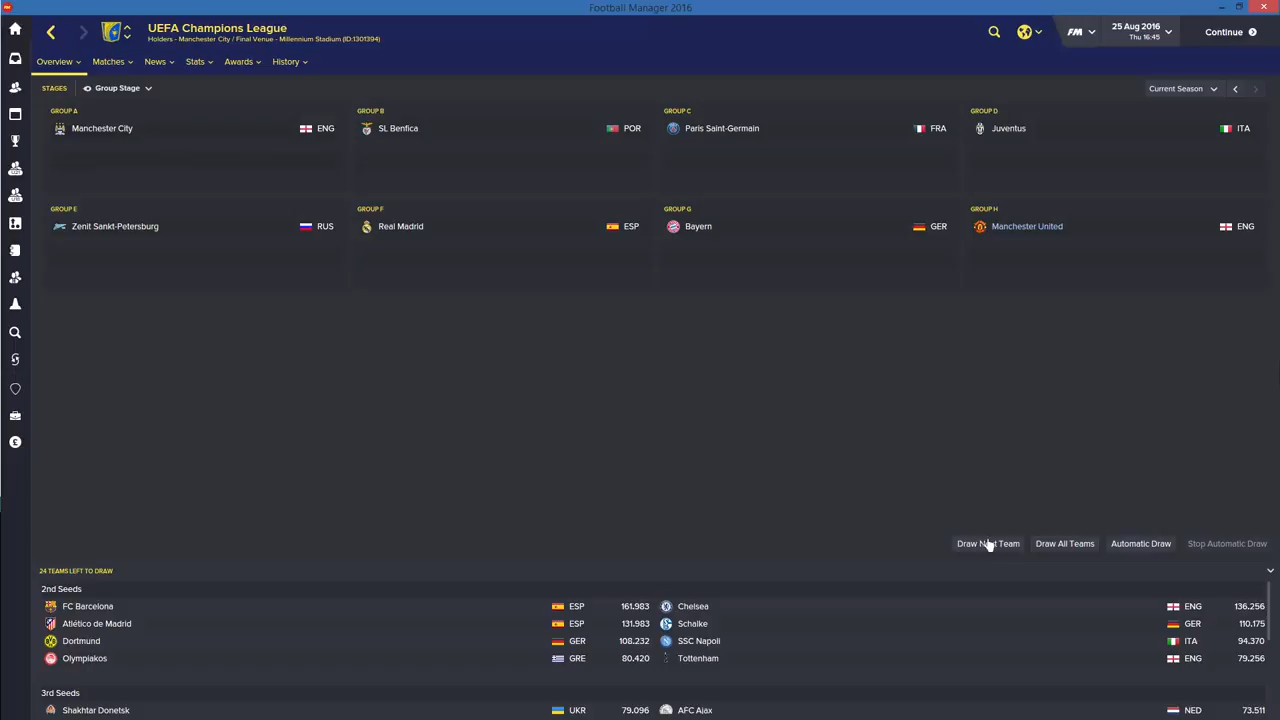 Football Manager 2016
UEFA Champions League
Holders - Manchester City / Final Venue - Millennium Stadium (ID:1301394)
FM
25 Aug 2016
Thu 16:45
Continue
Overview Matches News Stats Awards History
STAGES Group Stage Current Season
GROUP A GROUP B GROUP C GROUP D
Manchester City ENG SL Benfica POR Paris Saint-Germain FRA Juventus ITA
GROUP E GROUP F GROUP G GROUP H
Zenit Sankt-Petersburg RUS Real Madrid ESP Bayern GER Manchester United ENG
Draw Next Team Draw All Teams Automatic Draw Stop Automatic Draw
24 TEAMS LEFT TO DRAW
2nd Seeds
FC Barcelona ESP 161.983 Chelsea ENG 136.256
Atlético de Madrid ESP 131.983 Schalke GER 110.175
Dortmund GER 108.232 SSC Napoli ITA 94.370
Olympiakos GRE 80.420 Tottenham ENG 79.256
3rd Seeds
Shakhtar Donetsk UKR 79.096 AFC Ajax NED 73.511